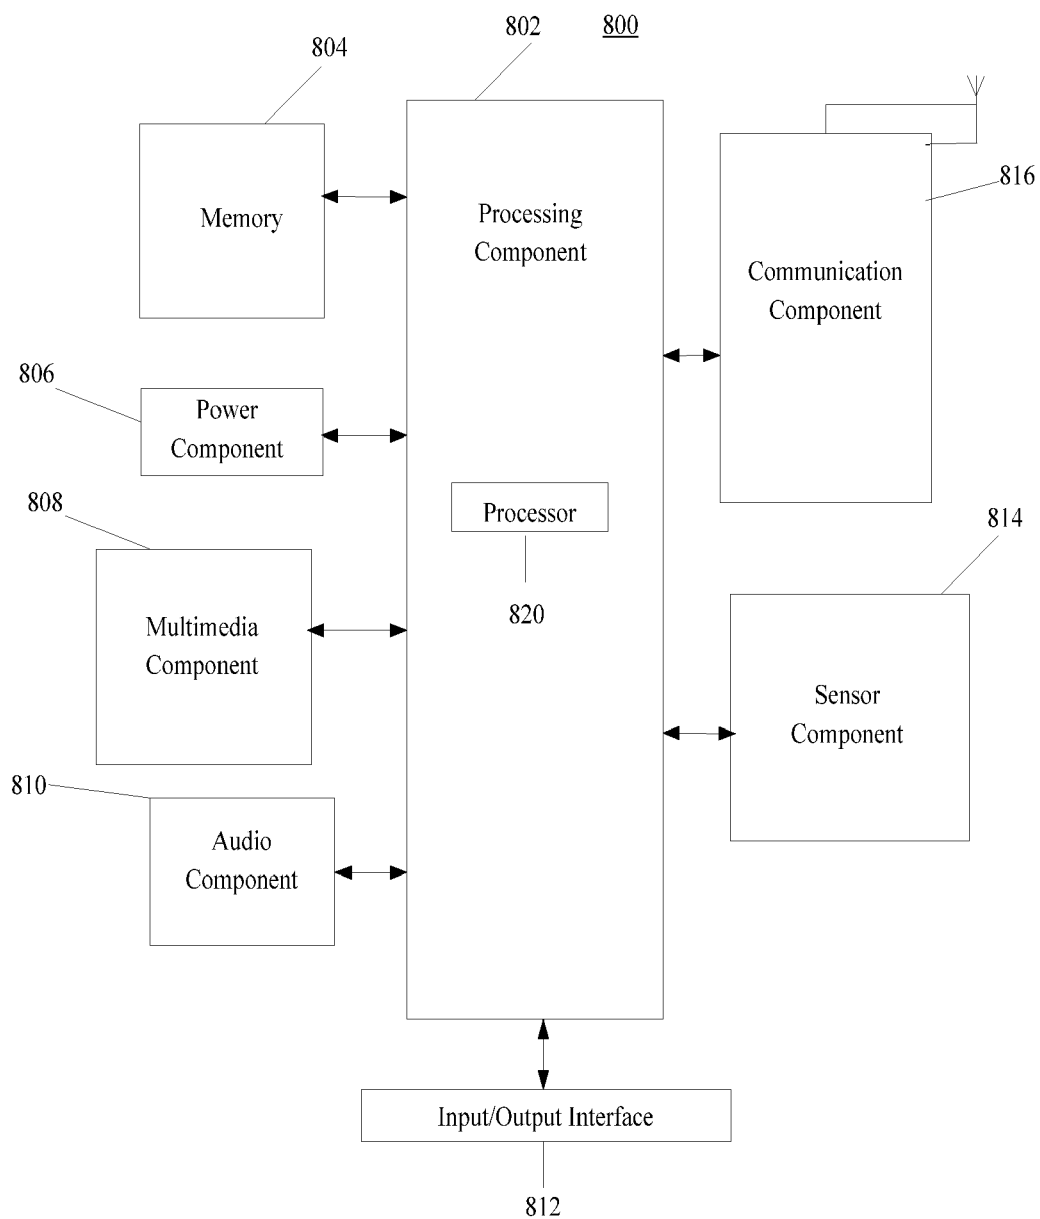 802
800
804
Memory
Processing
Component
816
Communication
Component
806
Power
Component
808
Processor
820
814
Multimedia
Component
Sensor
Component
810
Audio
Component
Input/Output Interface
812